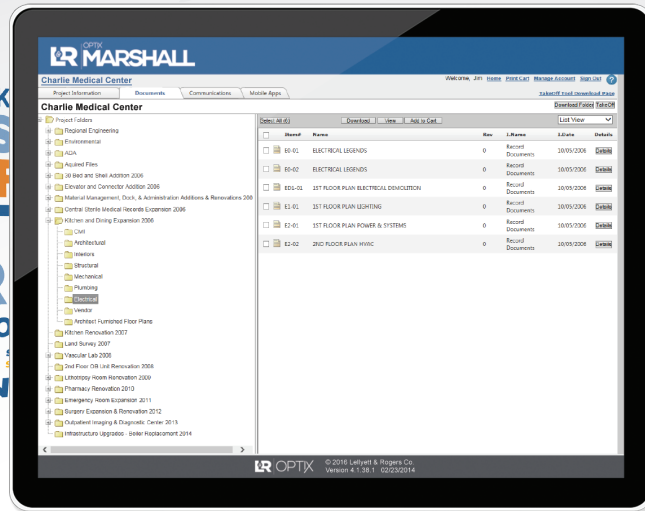 OPTIX
L&R MARSHALL
Charlie Medical Center
Welcome, Jim Home Print Cart Manage Account Sign Out ?
Project Information Documents Communications Mobile Apps
TakeOff Tool Download Page
Charlie Medical Center
Download Folder TakeOff
Project Folders
Regional Engineering
Environmental
ADA
Aquired Files
30 Bed and Shell Addition 2006
Elevator and Connector Addition 2006
Material Management, Dock, & Administration Additions & Renovations 200
Central Sterile Medical Records Expansion 2006
Kitchen and Dining Expansion 2006
Civil
Architectural
Interiors
Structural
Mechanical
Plumbing
Electrical
Vendor
Architect Furnished Floor Plans
Kitchen Renovation 2007
Land Survey 2007
Vascular Lab 2008
2nd Floor OB Unit Renovation 2008
Lithotripsy Room Renovation 2009
Pharmacy Renovation 2010
Emergency Room Expansion 2011
Surgery Expansion & Renovation 2012
Outpatient Imaging & Diagnostic Center 2013
Infrastructure Upgrades - Boiler Replacement 2014
Select All (6) Download View Add to Cart List View
Item# Name Rev I.Name I.Date Details
E0-01 ELECTRICAL LEGENDS 0 Record Documents 10/05/2006 Details
E0-02 ELECTRICAL LEGENDS 0 Record Documents 10/05/2006 Details
ED1-01 1ST FLOOR PLAN ELECTRICAL DEMOLITION 0 Record Documents 10/05/2006 Details
E1-01 1ST FLOOR PLAN LIGHTING 0 Record Documents 10/05/2006 Details
E2-01 1ST FLOOR PLAN POWER & SYSTEMS 0 Record Documents 10/05/2006 Details
E2-02 2ND FLOOR PLAN HVAC 0 Record Documents 10/05/2006 Details
L&R OPTIX © 2016 Lellyett & Rogers Co.
Version 4.1.38.1 02/23/2014